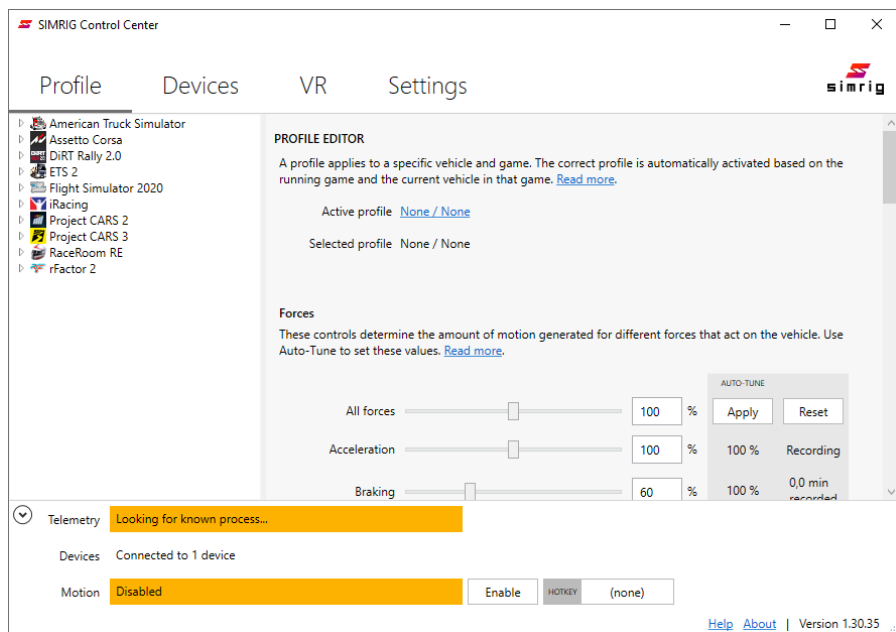 SIMRIG Control Center
Profile Devices VR Settings
simrig
American Truck Simulator
Assetto Corsa
DiRT Rally 2.0
ETS 2
Flight Simulator 2020
iRacing
Project CARS 2
Project CARS 3
RaceRoom RE
rFactor 2
PROFILE EDITOR
A profile applies to a specific vehicle and game. The correct profile is automatically activated based on the
running game and the current vehicle in that game. Read more.
Active profile None / None
Selected profile None / None
Forces
These controls determine the amount of motion generated for different forces that act on the vehicle. Use
Auto-Tune to set these values. Read more.
AUTO-TUNE
All forces 100 % Apply Reset
Acceleration 100 % 100 % Recording
Braking 60 % 100 % 0,0 min
recorded
Telemetry Looking for known process...
Devices Connected to 1 device
Motion Disabled Enable HOTKEY (none)
Help About | Version 1.30.35